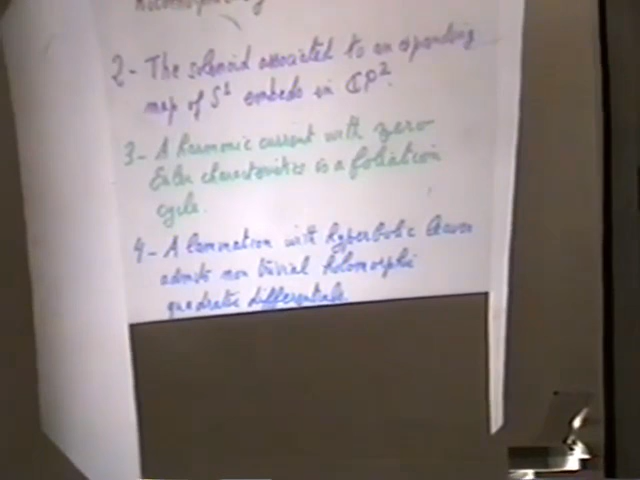 2- The solenoid associated to an expanding
map of S¹ embeds in ℂP².
3- A harmonic current with zero
Euler characteristics is a foliation
cycle.
4- A lamination with hyperbolic leaves
admits non trivial holomorphic
quadratic differentials.